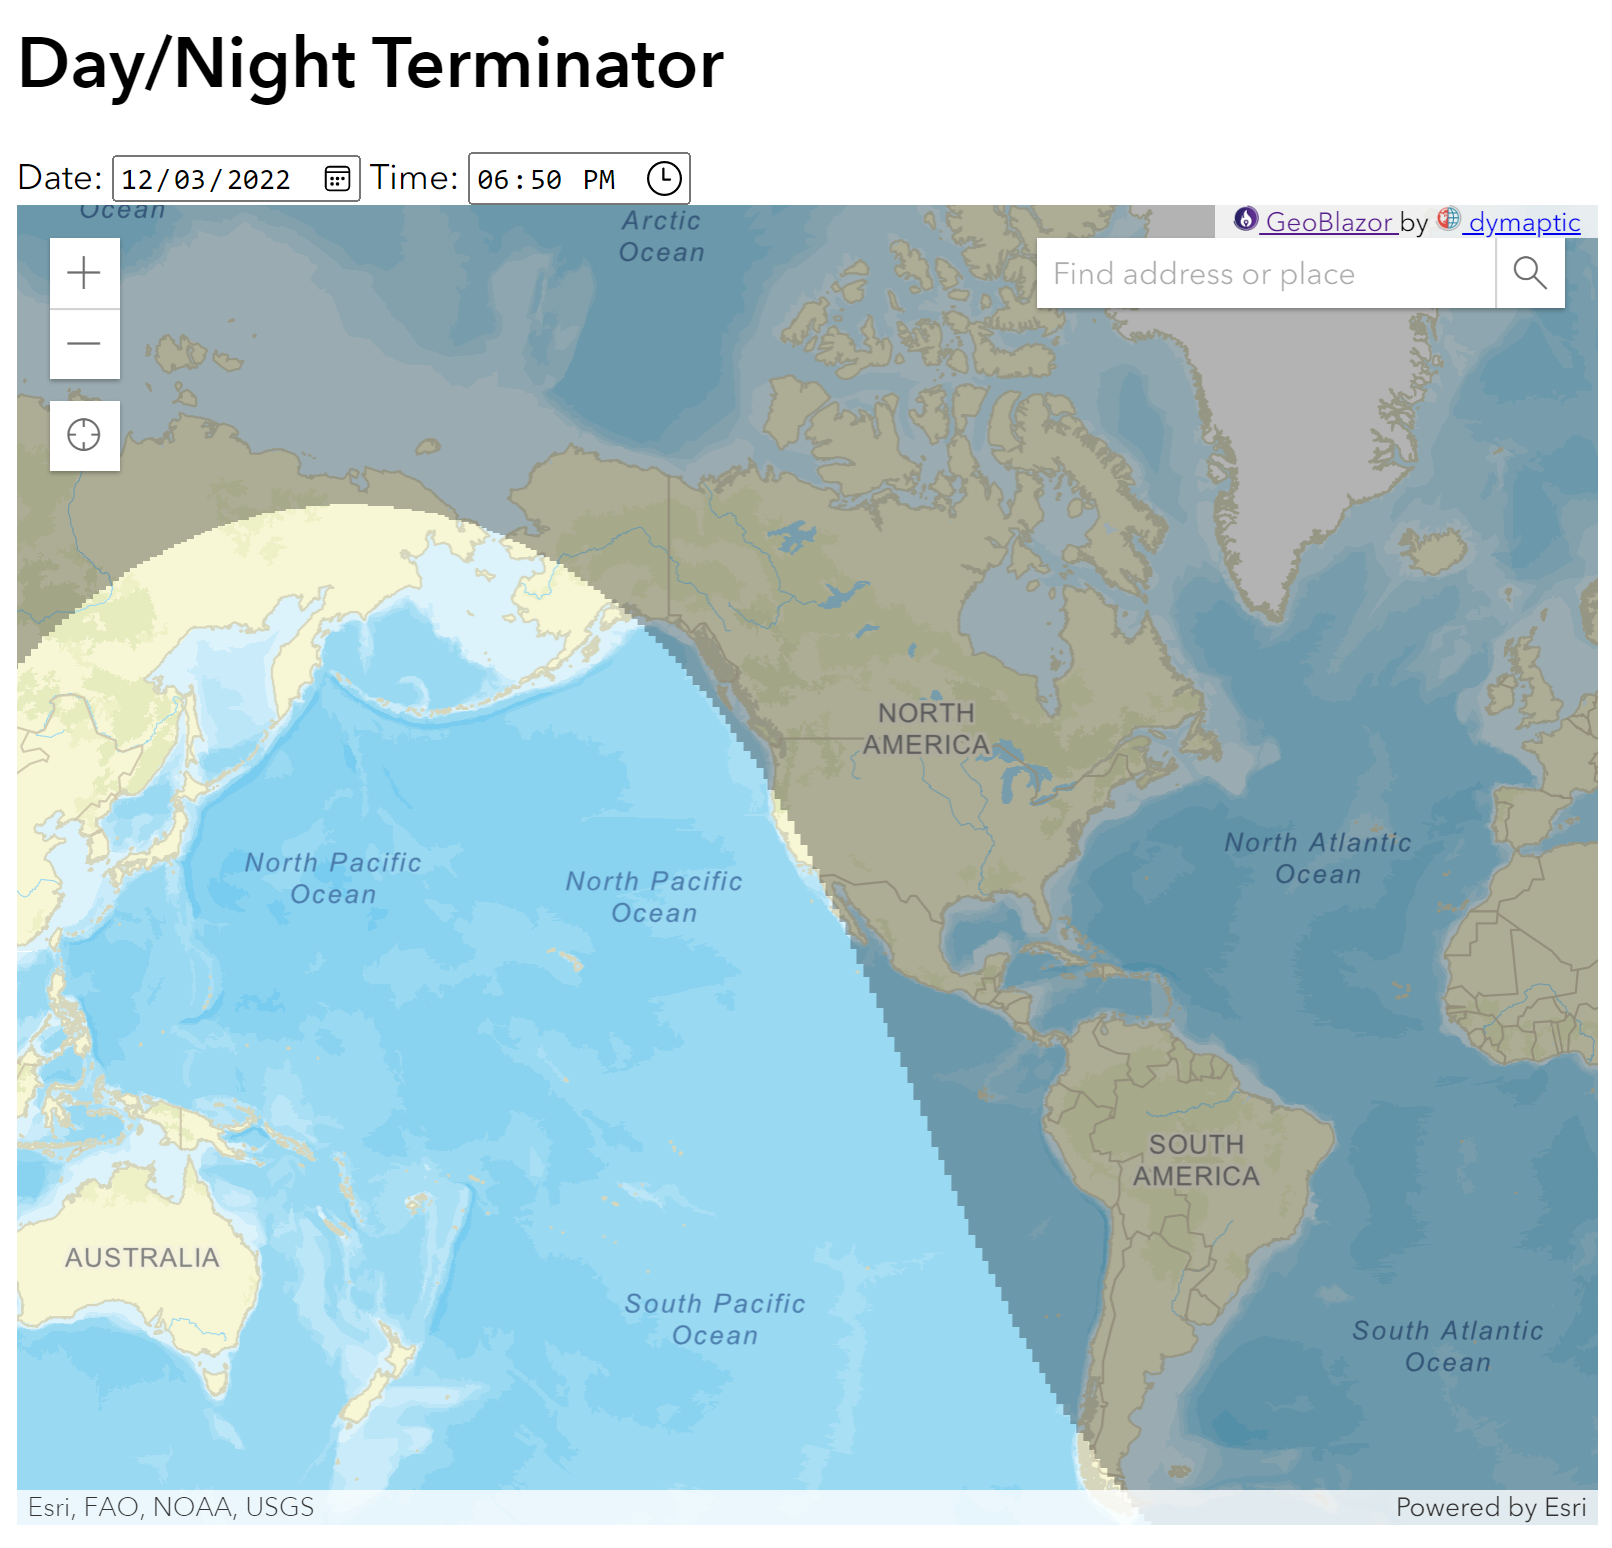 Day/Night Terminator
Date: 12/03/2022 Time: 06:50 PM
Ocean
Arctic
Ocean
GeoBlazor by dymaptic
Find address or place
NORTH
AMERICA
North Pacific
Ocean
North Pacific
Ocean
North Atlantic
Ocean
SOUTH
AMERICA
AUSTRALIA
South Pacific
Ocean
South Atlantic
Ocean
Esri, FAO, NOAA, USGS
Powered by Esri